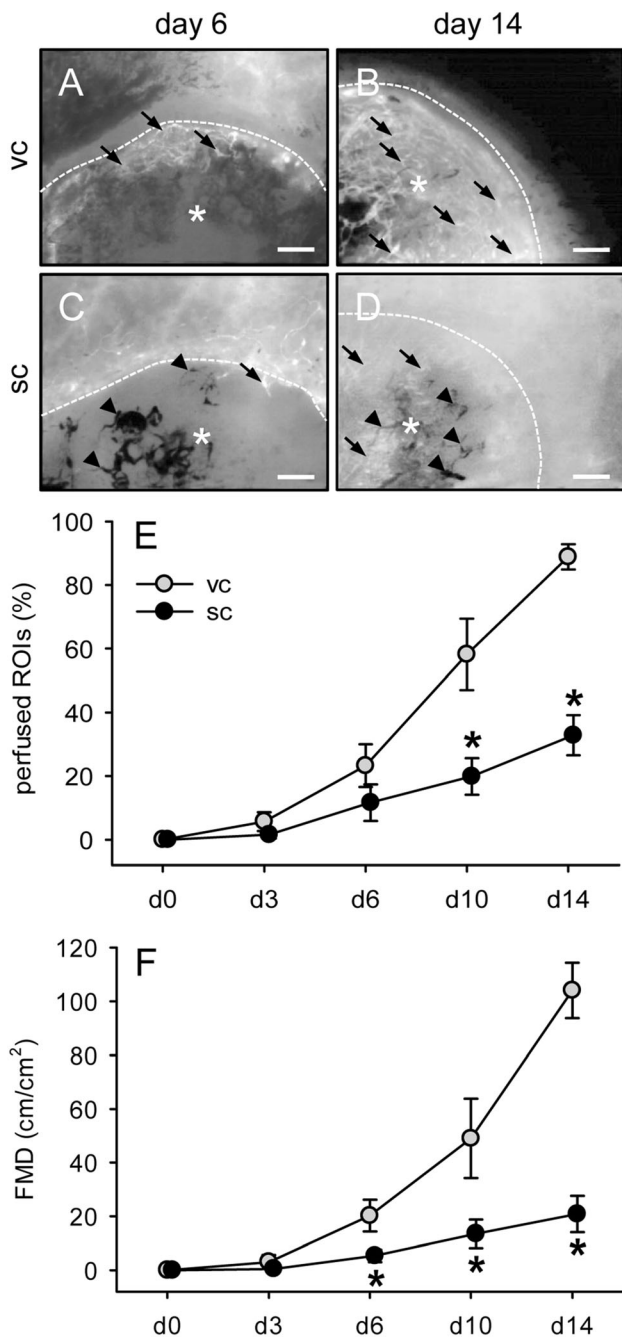 day 6 day 14
vc
A
*
B
*
sc
C
*
D
*
E
perfused ROIs (%)
100
80
60
40
20
0
vc
sc
*
*
d0 d3 d6 d10 d14
F
FMD (cm/cm²)
120
100
80
60
40
20
0
* * *
d0 d3 d6 d10 d14